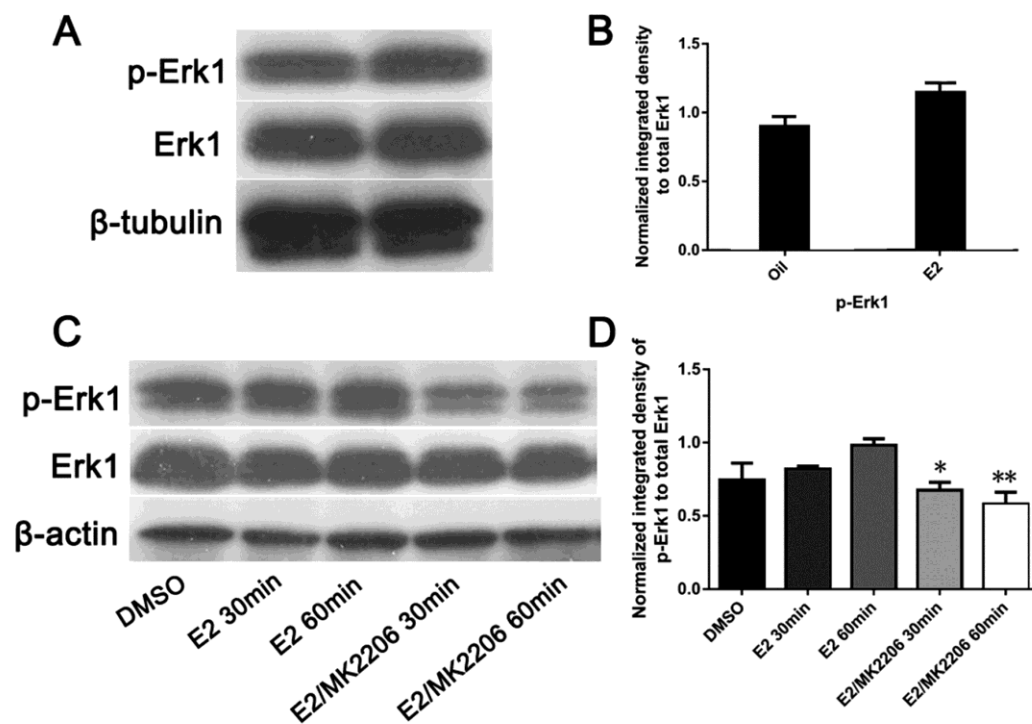 A
p-Erk1
Erk1
β-tubulin
B
Normalized integrated density
to total Erk1
1.5
1.0
0.5
0.0
Oil
E2
p-Erk1
C
p-Erk1
Erk1
β-actin
DMSO
E2 30min
E2 60min
E2/MK2206 30min
E2/MK2206 60min
D
Normalized integrated density of
p-Erk1 to total Erk1
1.5
1.0
0.5
0.0
*
**
DMSO
E2 30min
E2 60min
E2/MK2206 30min
E2/MK2206 60min